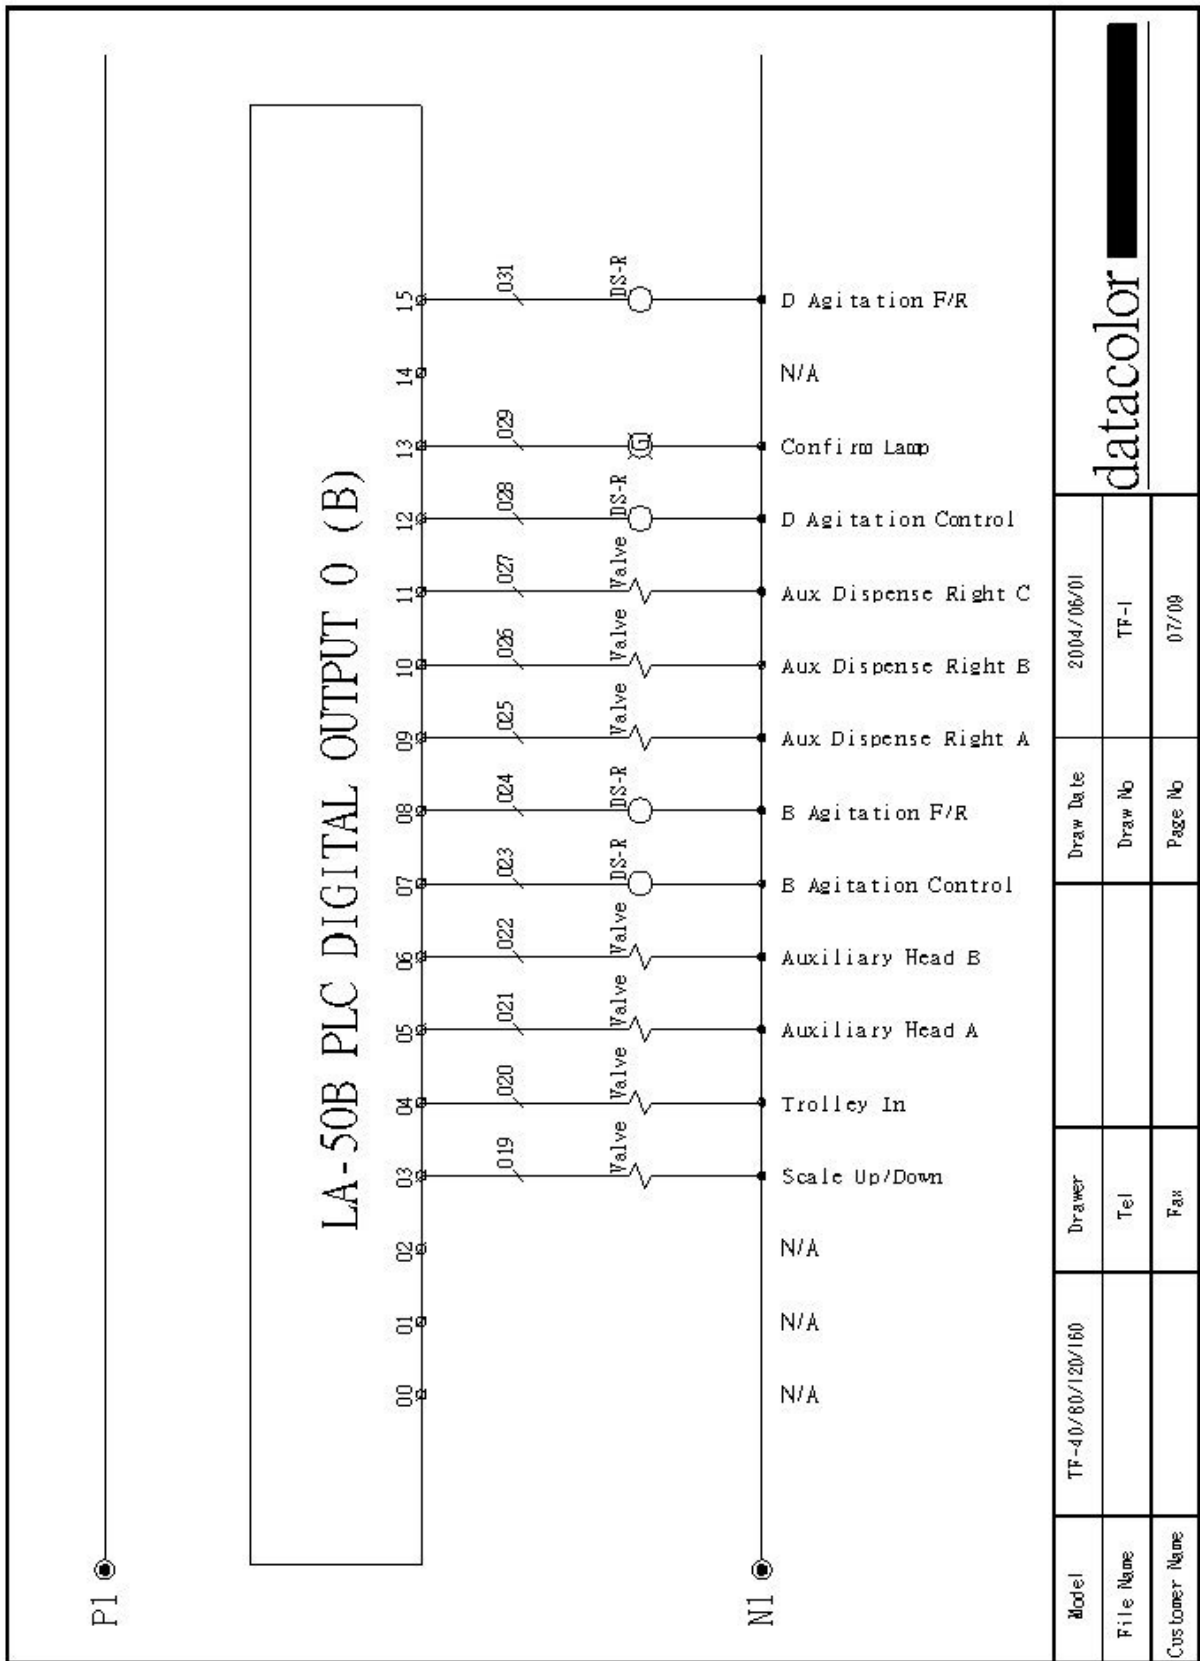 P1
LA-50B PLC DIGITAL OUTPUT 0 (B)
00 01 02 03 04 05 06 07 08 09 10 11 12 13 14 15
019 020 021 022 023 024 025 026 027 028 029 031
Valve Valve Valve Valve DS-R DS-R Valve Valve Valve DS-R G DS-R
N1
N/A
N/A
N/A
Scale Up/Down
Trolley In
Auxiliary Head A
Auxiliary Head B
B Agitation Control
B Agitation F/R
Aux Dispense Right A
Aux Dispense Right B
Aux Dispense Right C
D Agitation Control
Confirm Lamp
N/A
D Agitation F/R
Model TF-40/80/120/160 Drawer Draw Date 2004/06/01
File Name Tel Draw No TF-1
Customer Name Fax Page No 07/09
datacolor